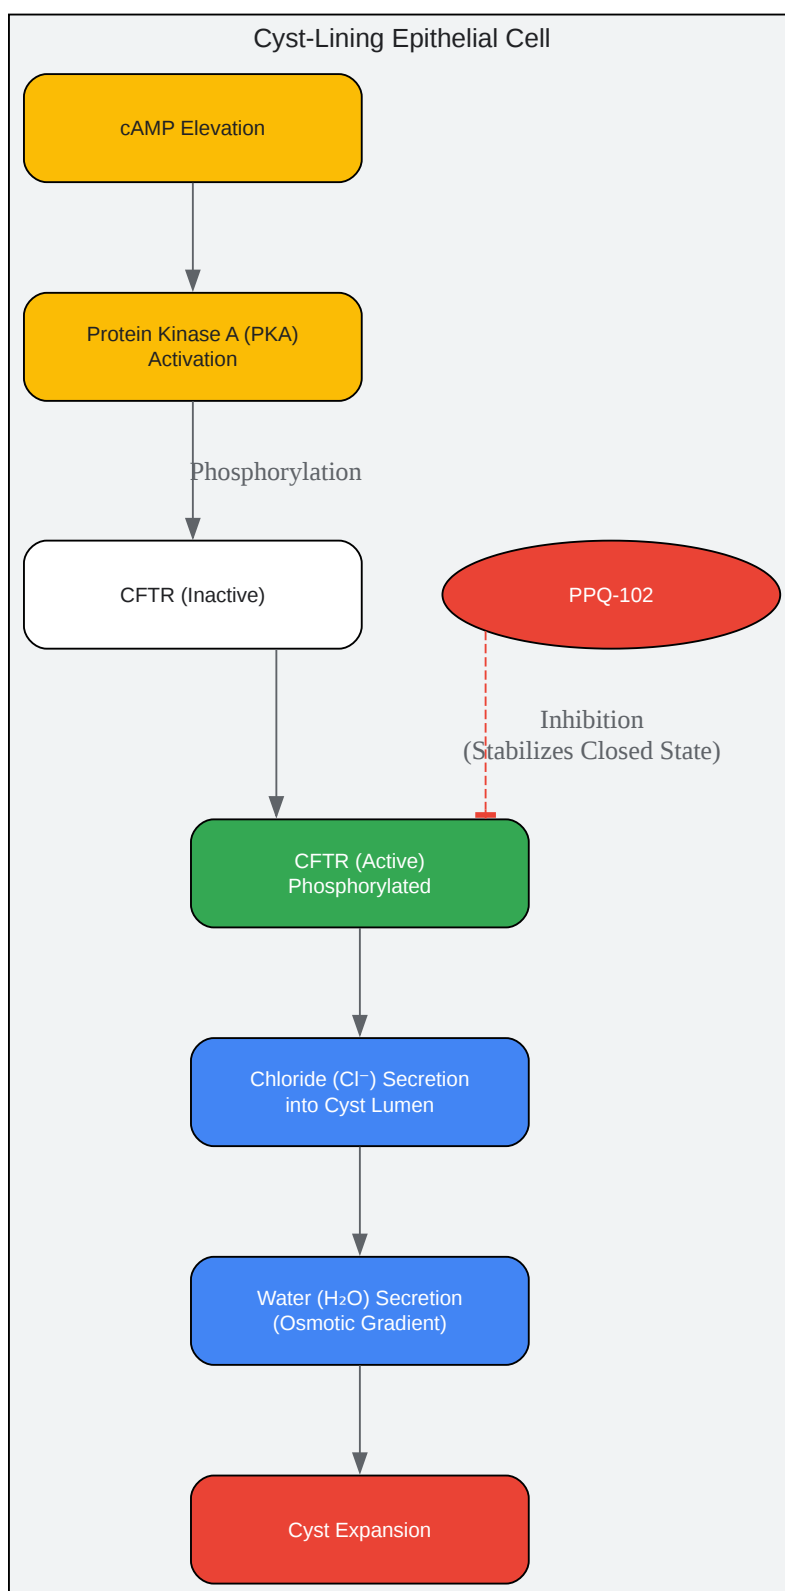 Cyst-Lining Epithelial Cell
cAMP Elevation
Protein Kinase A (PKA)
Activation
Phosphorylation
CFTR (Inactive)
PPQ-102
Inhibition
(Stabilizes Closed State)
CFTR (Active)
Phosphorylated
Chloride (Cl⁻) Secretion
into Cyst Lumen
Water (H₂O) Secretion
(Osmotic Gradient)
Cyst Expansion